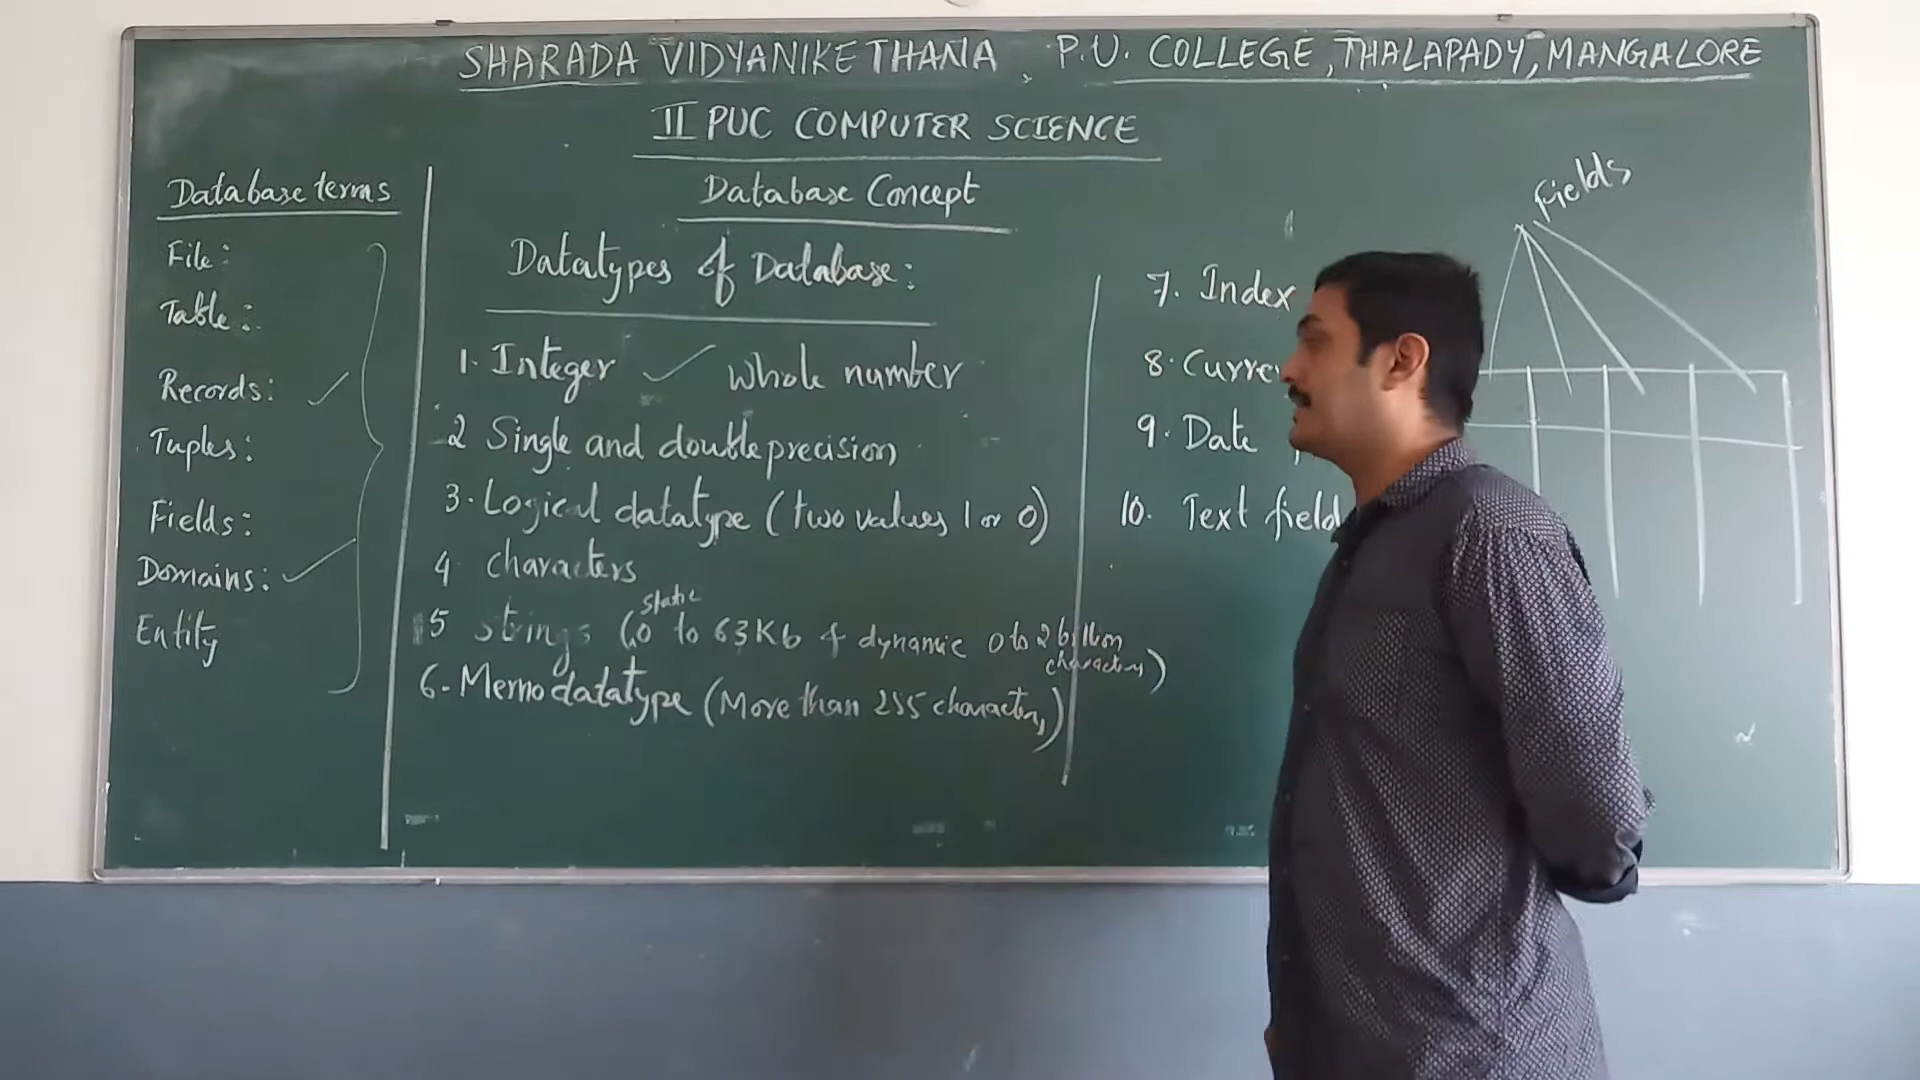 SHARADA VIDYANIKETHANA, P.U. COLLEGE, THALAPADY, MANGALORE
II PUC COMPUTER SCIENCE
Database terms
File:
Table:
Records:
Tuples:
Fields:
Domains:
Entity
Database Concept
Datatypes of Database:
1. Integer ✓ Whole number
2 Single and double precision
3. Logical datatype (two values 1 or 0)
4 characters
static
5 strings (0 to 63Kb & dynamic 0 to 2 billion
characters)
6. Memo datatype (More than 255 characters)
7. Index
8. Curre
9. Date
10. Text field
Fields